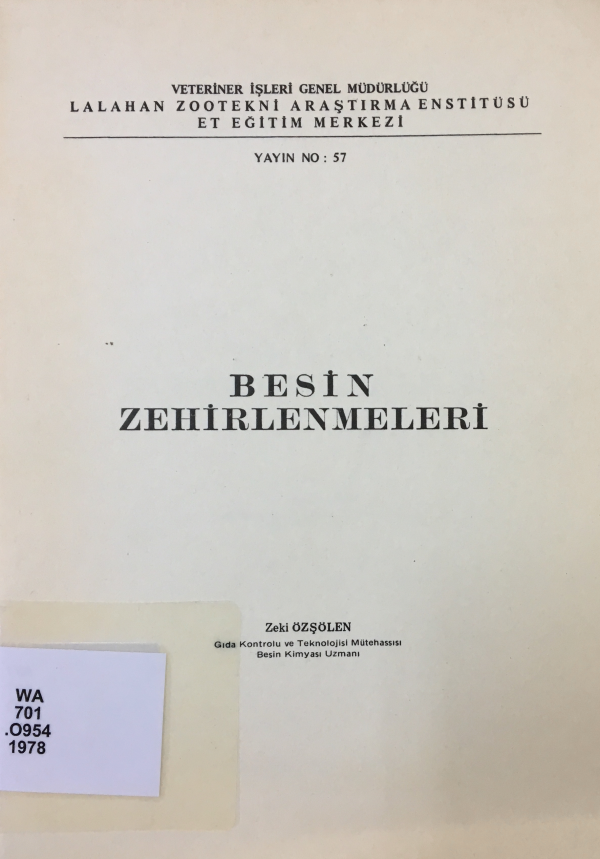 VETERİNER İŞLERİ GENEL MÜDÜRLÜĞÜ
LALAHAN ZOOTEKNİ ARAŞTIRMA ENSTİTÜSÜ
ET EĞİTİM MERKEZİ
YAYIN NO : 57
BESİN
ZEHİRLENMELERİ
Zeki ÖZŞÖLEN
Gıda Kontrolu ve Teknolojisi Mütehassısı
Besin Kimyası Uzmanı
WA
701
.O954
1978